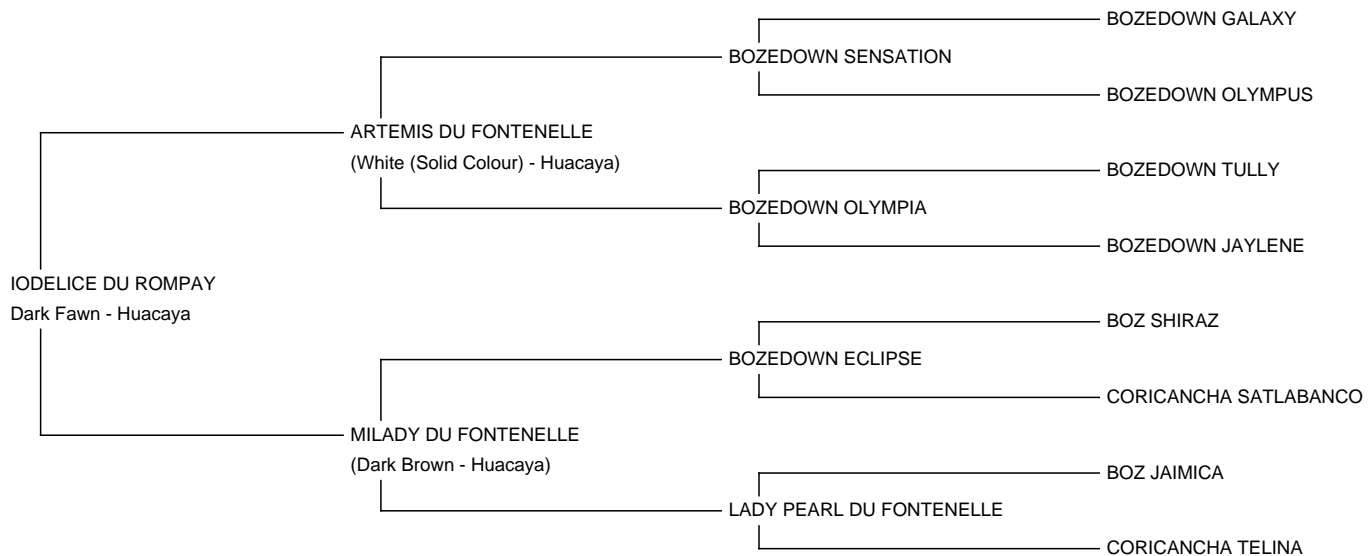 BOZEDOWN GALAXY
BOZEDOWN SENSATION
BOZEDOWN OLYMPUS
ARTEMIS DU FONTENELLE
(White (Solid Colour) - Huacaya)
BOZEDOWN TULLY
BOZEDOWN OLYMPIA
BOZEDOWN JAYLENE
IODELICE DU ROMPAY
Dark Fawn - Huacaya
BOZ SHIRAZ
BOZEDOWN ECLIPSE
CORICANCHA SATLABANCO
MILADY DU FONTENELLE
(Dark Brown - Huacaya)
BOZ JAIMICA
LADY PEARL DU FONTENELLE
CORICANCHA TELINA